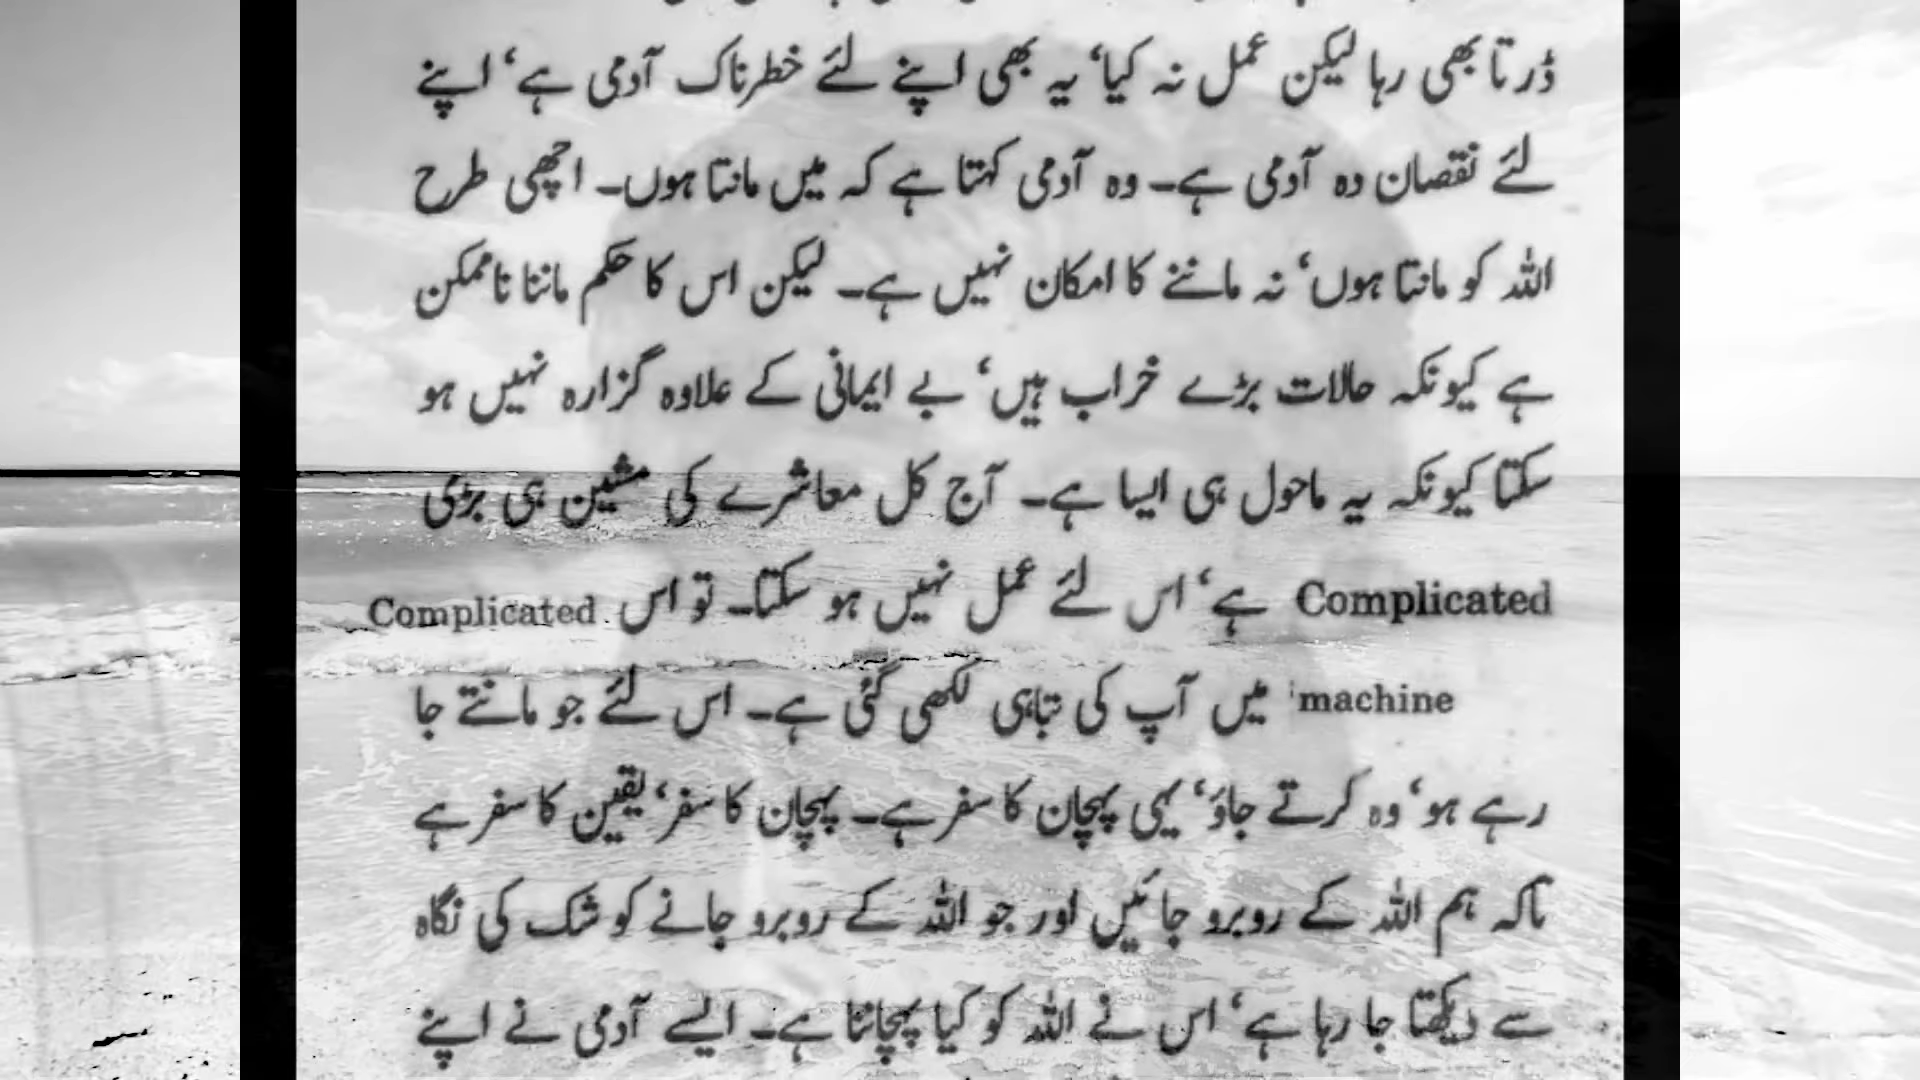 ڈرتا بھی رہا لیکن عمل نہ کیا، یہ بھی اپنے لئے خطرناک آدمی ہے، اپنے
لئے نقصان دہ آدمی ہے۔ وہ آدمی کہتا ہے کہ میں مانتا ہوں۔ اچھی طرح
اللہ کو مانتا ہوں، نہ ماننے کا امکان نہیں ہے۔ لیکن اس کا حکم ماننا ناممکن
ہے کیونکہ حالات بڑے خراب ہیں، بے ایمانی کے علاوہ گزارہ نہیں ہو
سکتا کیونکہ یہ ماحول ہی ایسا ہے۔ آج کل معاشرے کی مشین ہی بڑی
Complicated ہے، اس لئے عمل نہیں ہو سکتا۔ تو اس Complicated
machine میں آپ کی تباہی لکھی گئی ہے۔ اس لئے جو مانتے جا
رہے ہو، وہ کرتے جاؤ، یہی پہچان کا سفر ہے۔ پہچان کا سفر، یقین کا سفر ہے
تاکہ ہم اللہ کے روبرو جائیں اور جو اللہ کے روبرو جانے کو شک کی نگاہ
سے دیکھتا جا رہا ہے، اس نے اللہ کو کیا پہچاننا ہے۔ ایسے آدمی نے اپنے